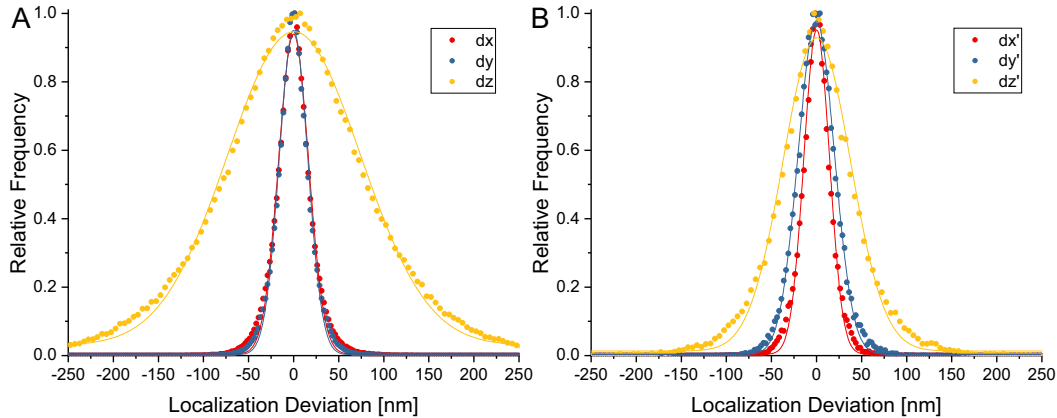 A
1.0
0.8
0.6
0.4
0.2
0.0
Relative Frequency
dx
dy
dz
-250 -200 -150 -100 -50 0 50 100 150 200 250
Localization Deviation [nm]
B
1.0
0.8
0.6
0.4
0.2
0.0
Relative Frequency
dx'
dy'
dz'
-250 -200 -150 -100 -50 0 50 100 150 200 250
Localization Deviation [nm]